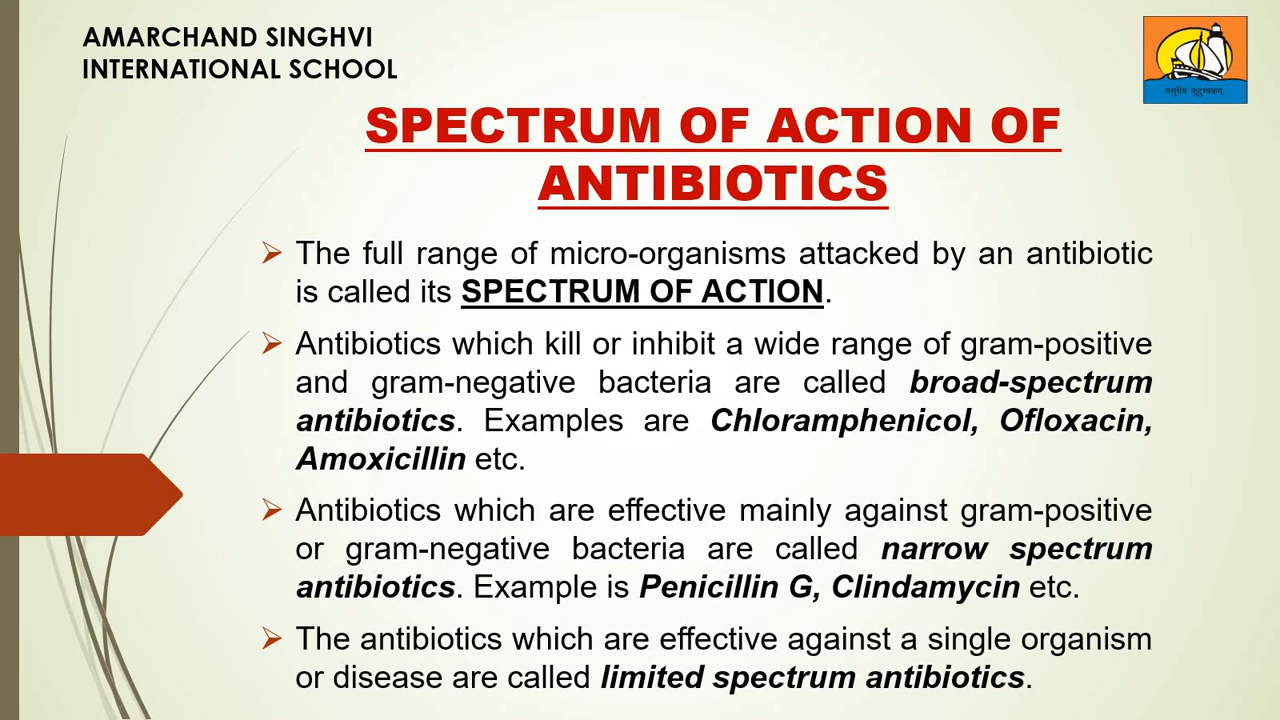 AMARCHAND SINGHVI
INTERNATIONAL SCHOOL
वसुधैव कुटुम्बकम्
SPECTRUM OF ACTION OF
ANTIBIOTICS
➢ The full range of micro-organisms attacked by an antibiotic
is called its SPECTRUM OF ACTION.
➢ Antibiotics which kill or inhibit a wide range of gram-positive
and gram-negative bacteria are called broad-spectrum
antibiotics. Examples are Chloramphenicol, Ofloxacin,
Amoxicillin etc.
➢ Antibiotics which are effective mainly against gram-positive
or gram-negative bacteria are called narrow spectrum
antibiotics. Example is Penicillin G, Clindamycin etc.
➢ The antibiotics which are effective against a single organism
or disease are called limited spectrum antibiotics.